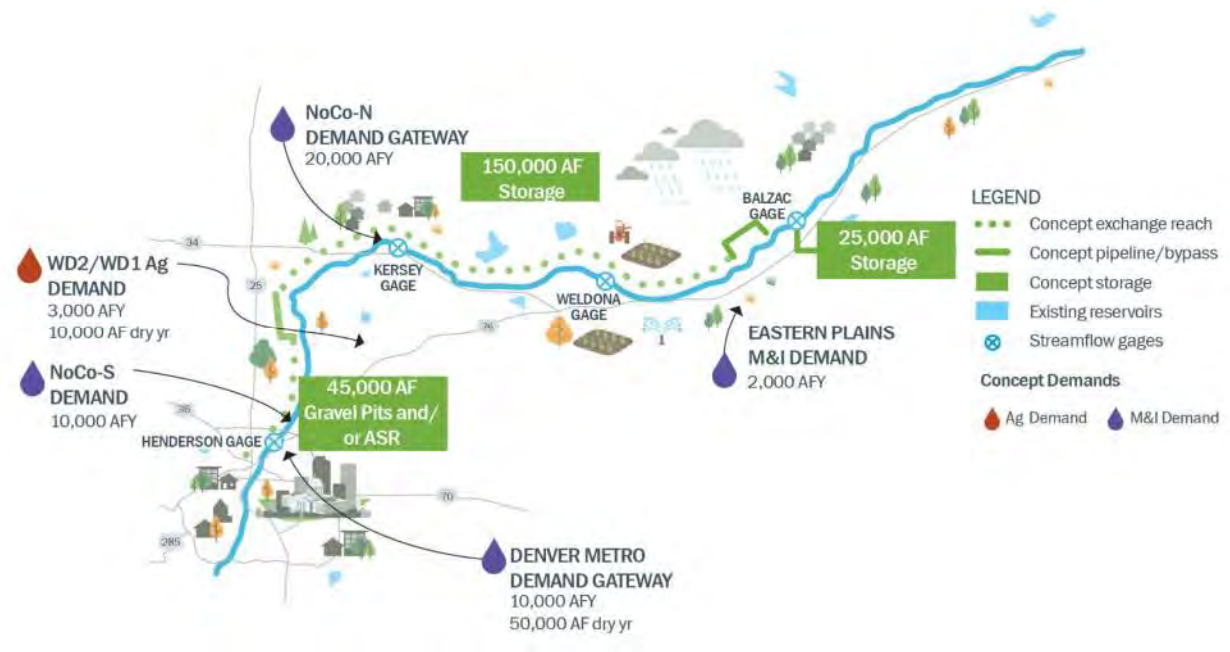 NoCo-N
DEMAND GATEWAY
20,000 AFY
150,000 AF
Storage
BALZAC
GAGE
25,000 AF
Storage
LEGEND
Concept exchange reach
Concept pipeline/bypass
Concept storage
Existing reservoirs
Streamflow gages
Concept Demands
Ag Demand
M&I Demand
34
KERSEY
GAGE
WELDONA
GAGE
WD2/WD1 Ag
DEMAND
3,000 AFY
10,000 AF dry yr
25
76
EASTERN PLAINS
M&I DEMAND
2,000 AFY
NoCo-S
DEMAND
10,000 AFY
45,000 AF
Gravel Pits and/
or ASR
36
HENDERSON GAGE
70
285
DENVER METRO
DEMAND GATEWAY
10,000 AFY
50,000 AF dry yr